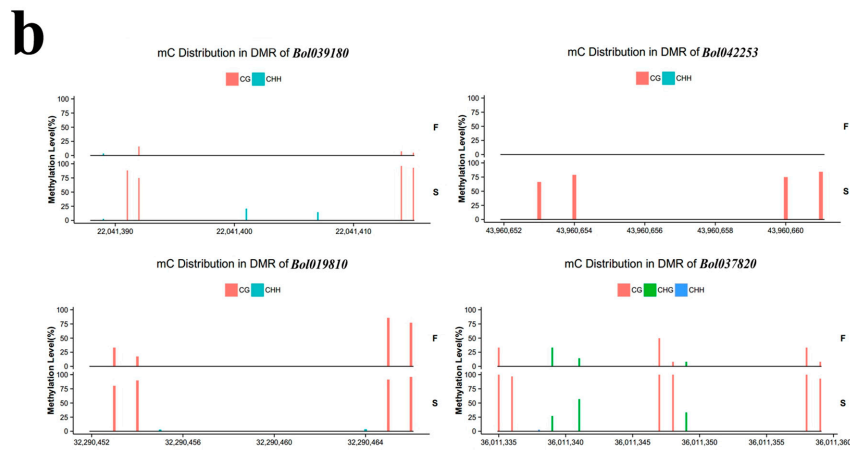 b
mC Distribution in DMR of Bol039180
CG CHH
Methylation Level(%)
100
75
50
25
0
F
100
75
50
25
0
S
22,041,390 22,041,400 22,041,410
mC Distribution in DMR of Bol042253
CG CHH
Methylation Level(%)
100
75
50
25
0
F
100
75
50
25
0
S
43,960,652 43,960,654 43,960,656 43,960,658 43,960,660
mC Distribution in DMR of Bol019810
CG CHH
Methylation Level(%)
100
75
50
25
0
F
100
75
50
25
0
S
32,290,452 32,290,456 32,290,460 32,290,464
mC Distribution in DMR of Bol037820
CG CHG CHH
Methylation Level(%)
100
75
50
25
0
F
100
75
50
25
0
S
36,011,335 36,011,340 36,011,345 36,011,350 36,011,355 36,011,360